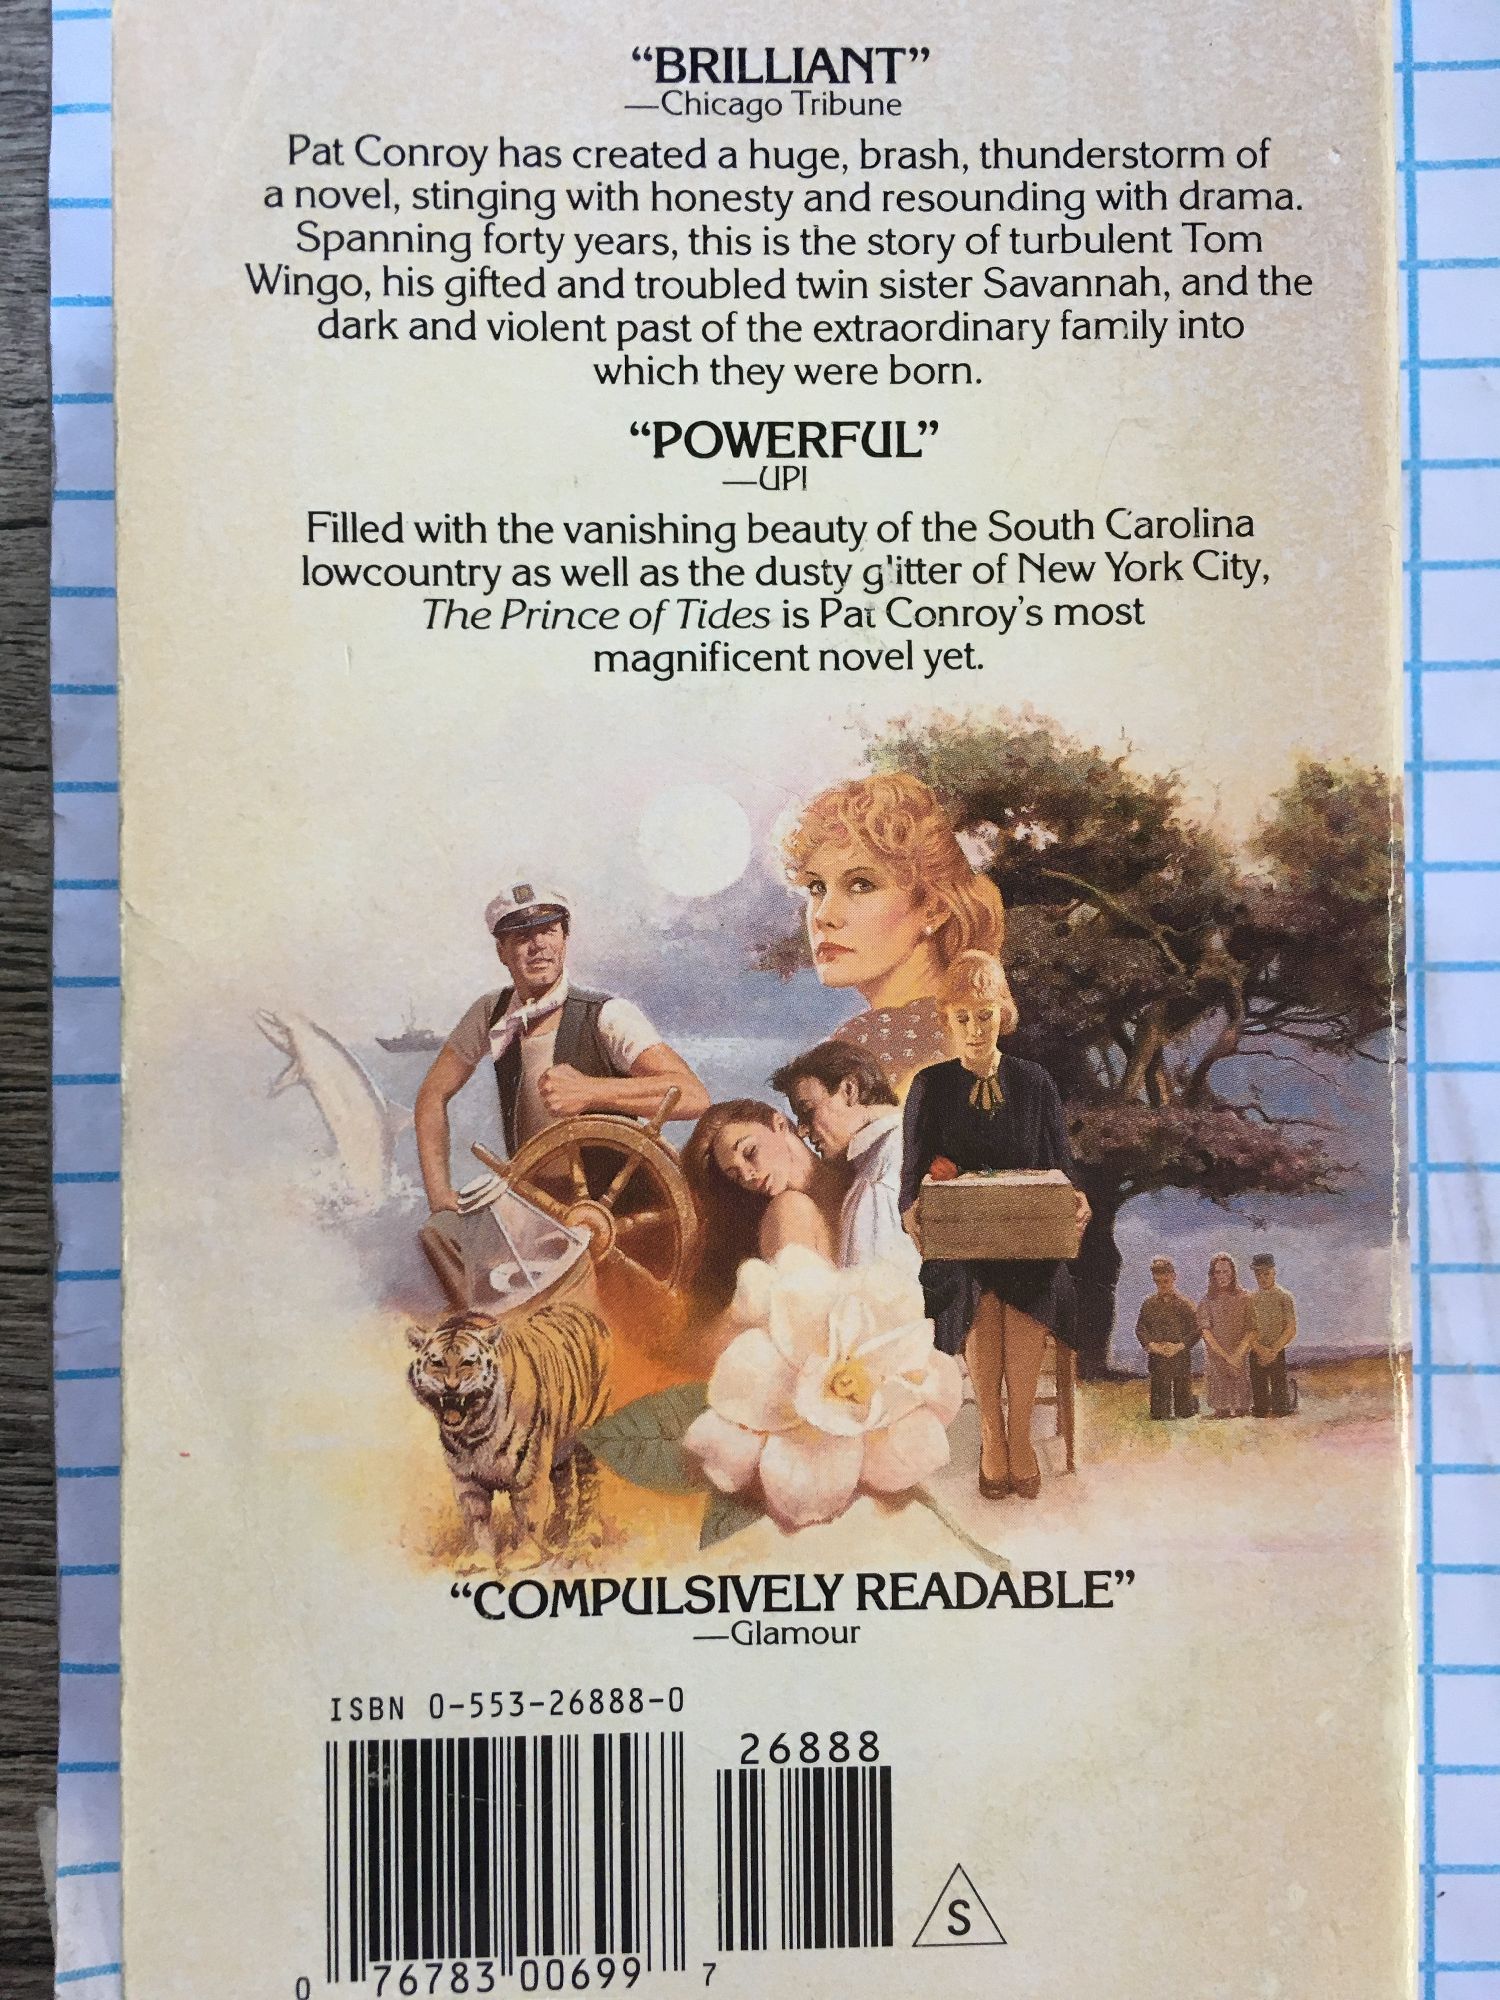 “BRILLIANT”
—Chicago Tribune
Pat Conroy has created a huge, brash, thunderstorm of
a novel, stinging with honesty and resounding with drama.
Spanning forty years, this is the story of turbulent Tom
Wingo, his gifted and troubled twin sister Savannah, and the
dark and violent past of the extraordinary family into
which they were born.
“POWERFUL”
—UPI
Filled with the vanishing beauty of the South Carolina
lowcountry as well as the dusty glitter of New York City,
The Prince of Tides is Pat Conroy’s most
magnificent novel yet.
“COMPULSIVELY READABLE”
—Glamour
ISBN 0-553-26888-0
26888
S
0 76783 00699 7